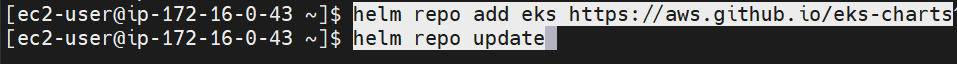 [ec2-user@ip-172-16-0-43 ~]$ helm repo add eks https://aws.github.io/eks-charts
[ec2-user@ip-172-16-0-43 ~]$ helm repo update